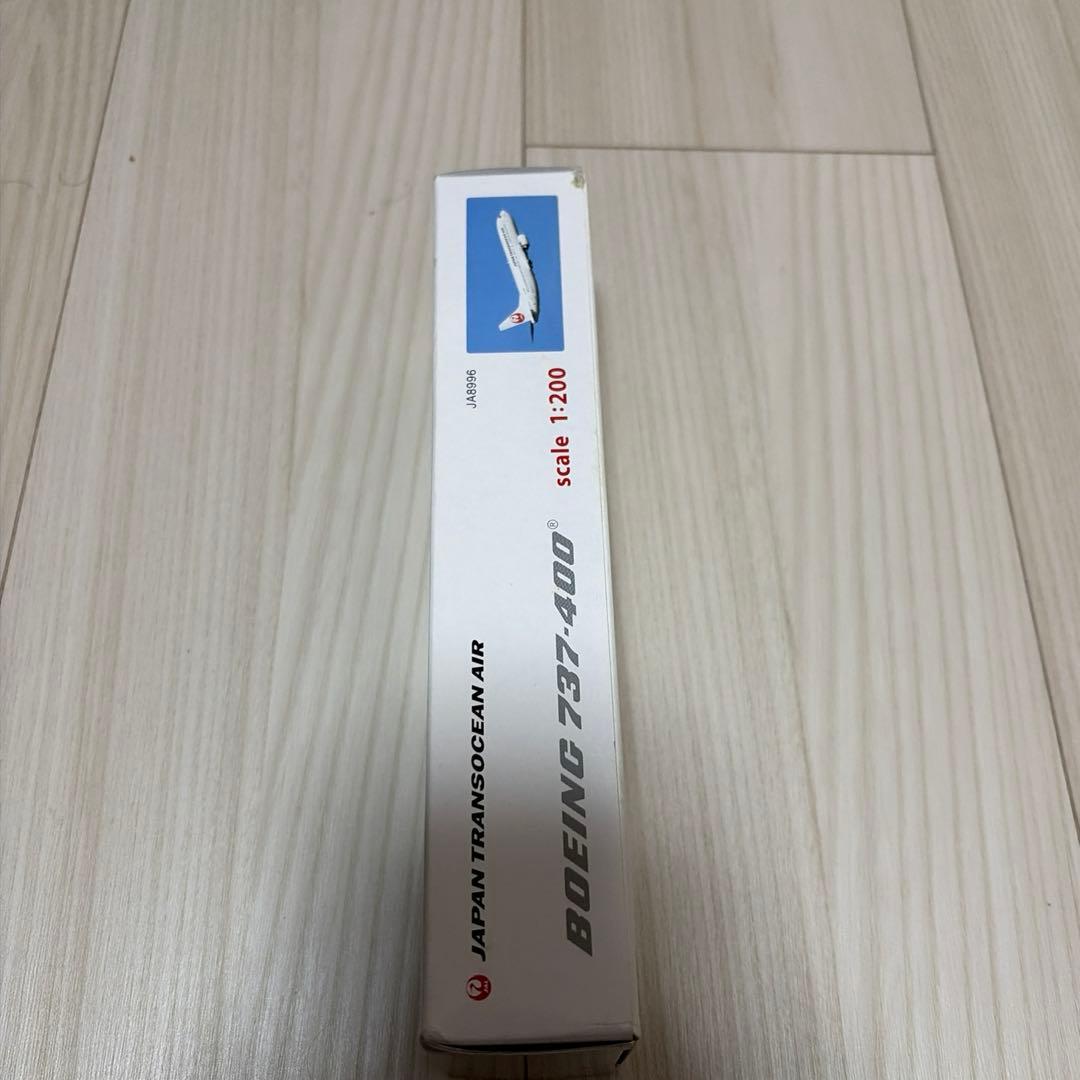 JAPAN TRANSOCEAN AIR
JA8996
BOEING 737-400®
scale 1:200